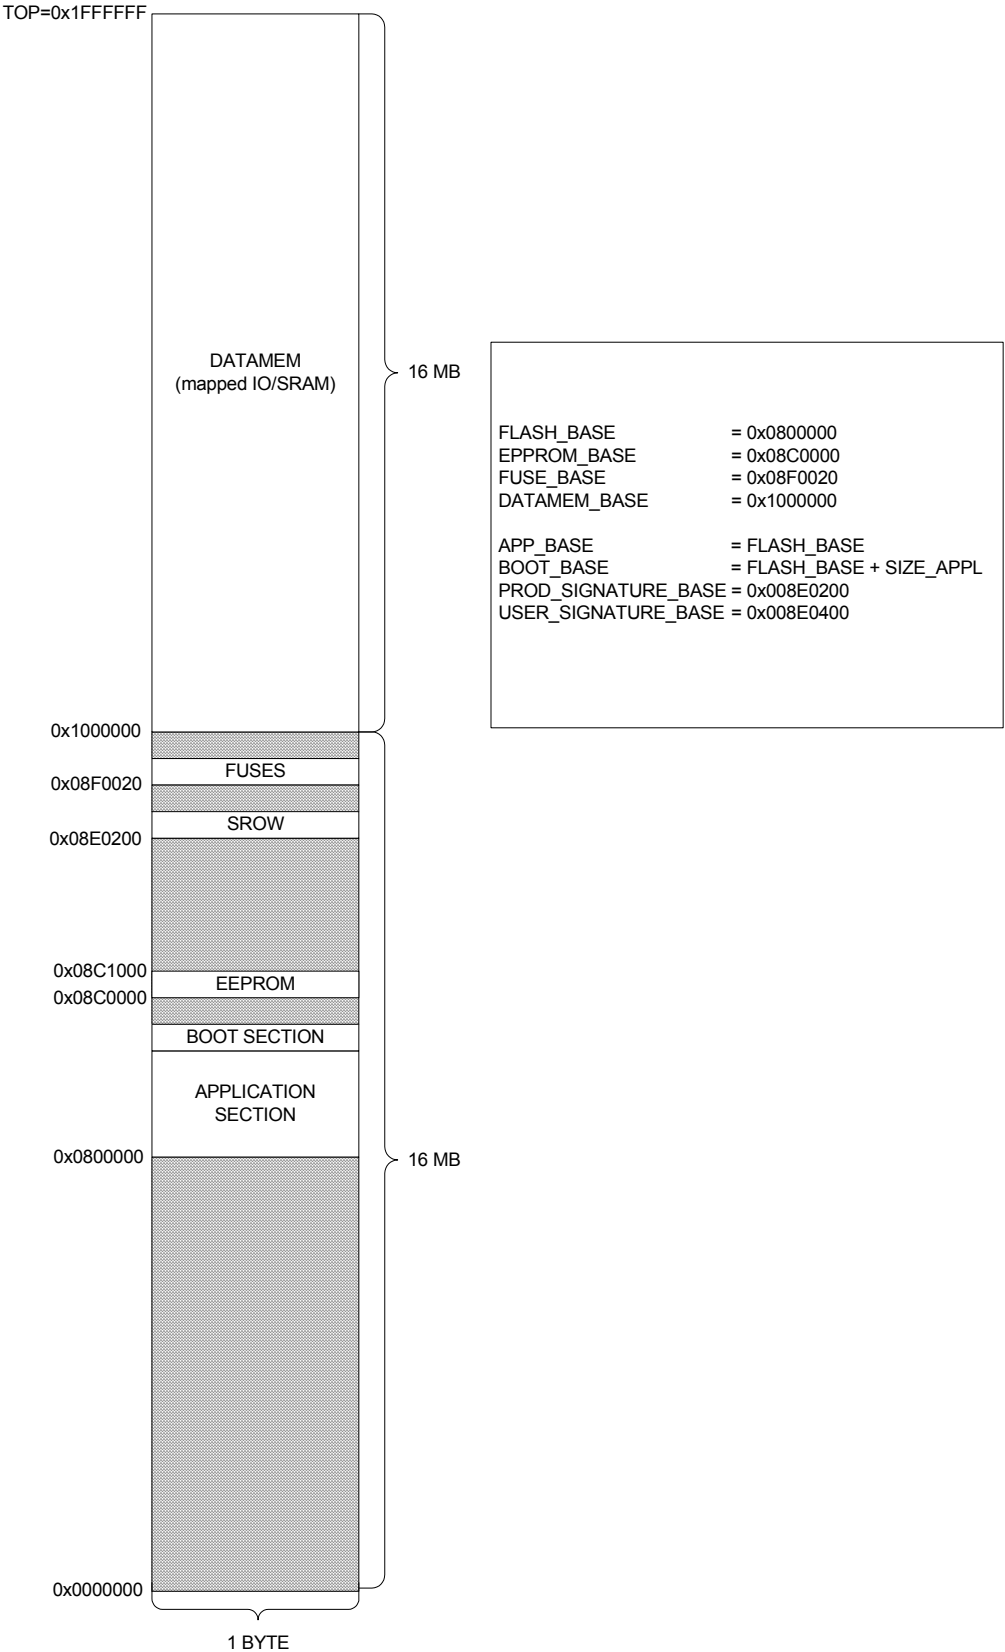 TOP=0x1FFFFFF
DATAMEM
(mapped IO/SRAM)
16 MB
FLASH_BASE = 0x0800000
EPPROM_BASE = 0x08C0000
FUSE_BASE = 0x08F0020
DATAMEM_BASE = 0x1000000
APP_BASE = FLASH_BASE
BOOT_BASE = FLASH_BASE + SIZE_APPL
PROD_SIGNATURE_BASE = 0x008E0200
USER_SIGNATURE_BASE = 0x008E0400
0x1000000
FUSES
0x08F0020
SROW
0x08E0200
0x08C1000
EEPROM
0x08C0000
BOOT SECTION
APPLICATION
SECTION
0x0800000
16 MB
0x0000000
1 BYTE